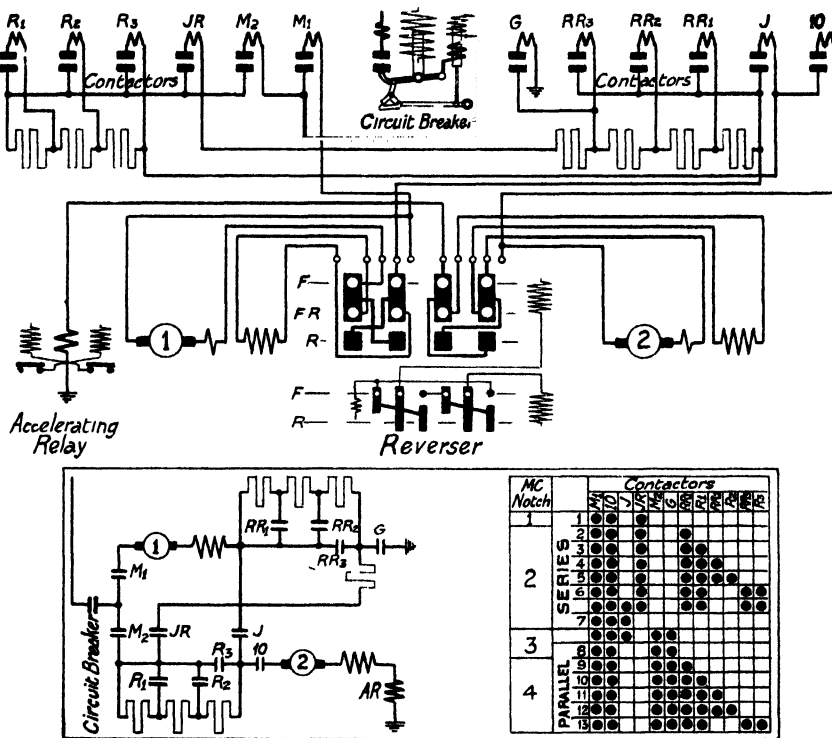 R1 R2 R3 JR M2 M1 G RR3 RR2 RR1 J 10
Contactors
Contactors
Circuit Breaker
F
FR
R
1
2
F
R
Accelerating
Relay
Reverser
RR1 RR2 G
RR3
1
M1
M2 JR J
R3 10
2
R1 R2
AR
Circuit Breaker
MC
Notch
Contactors
M1 10 J JR M2 G RR1 R1 RR2 R2 RR3 R3
1
2
3
4
SERIES
PARALLEL
1
2
3
4
5
6
7
8
9
10
11
12
13